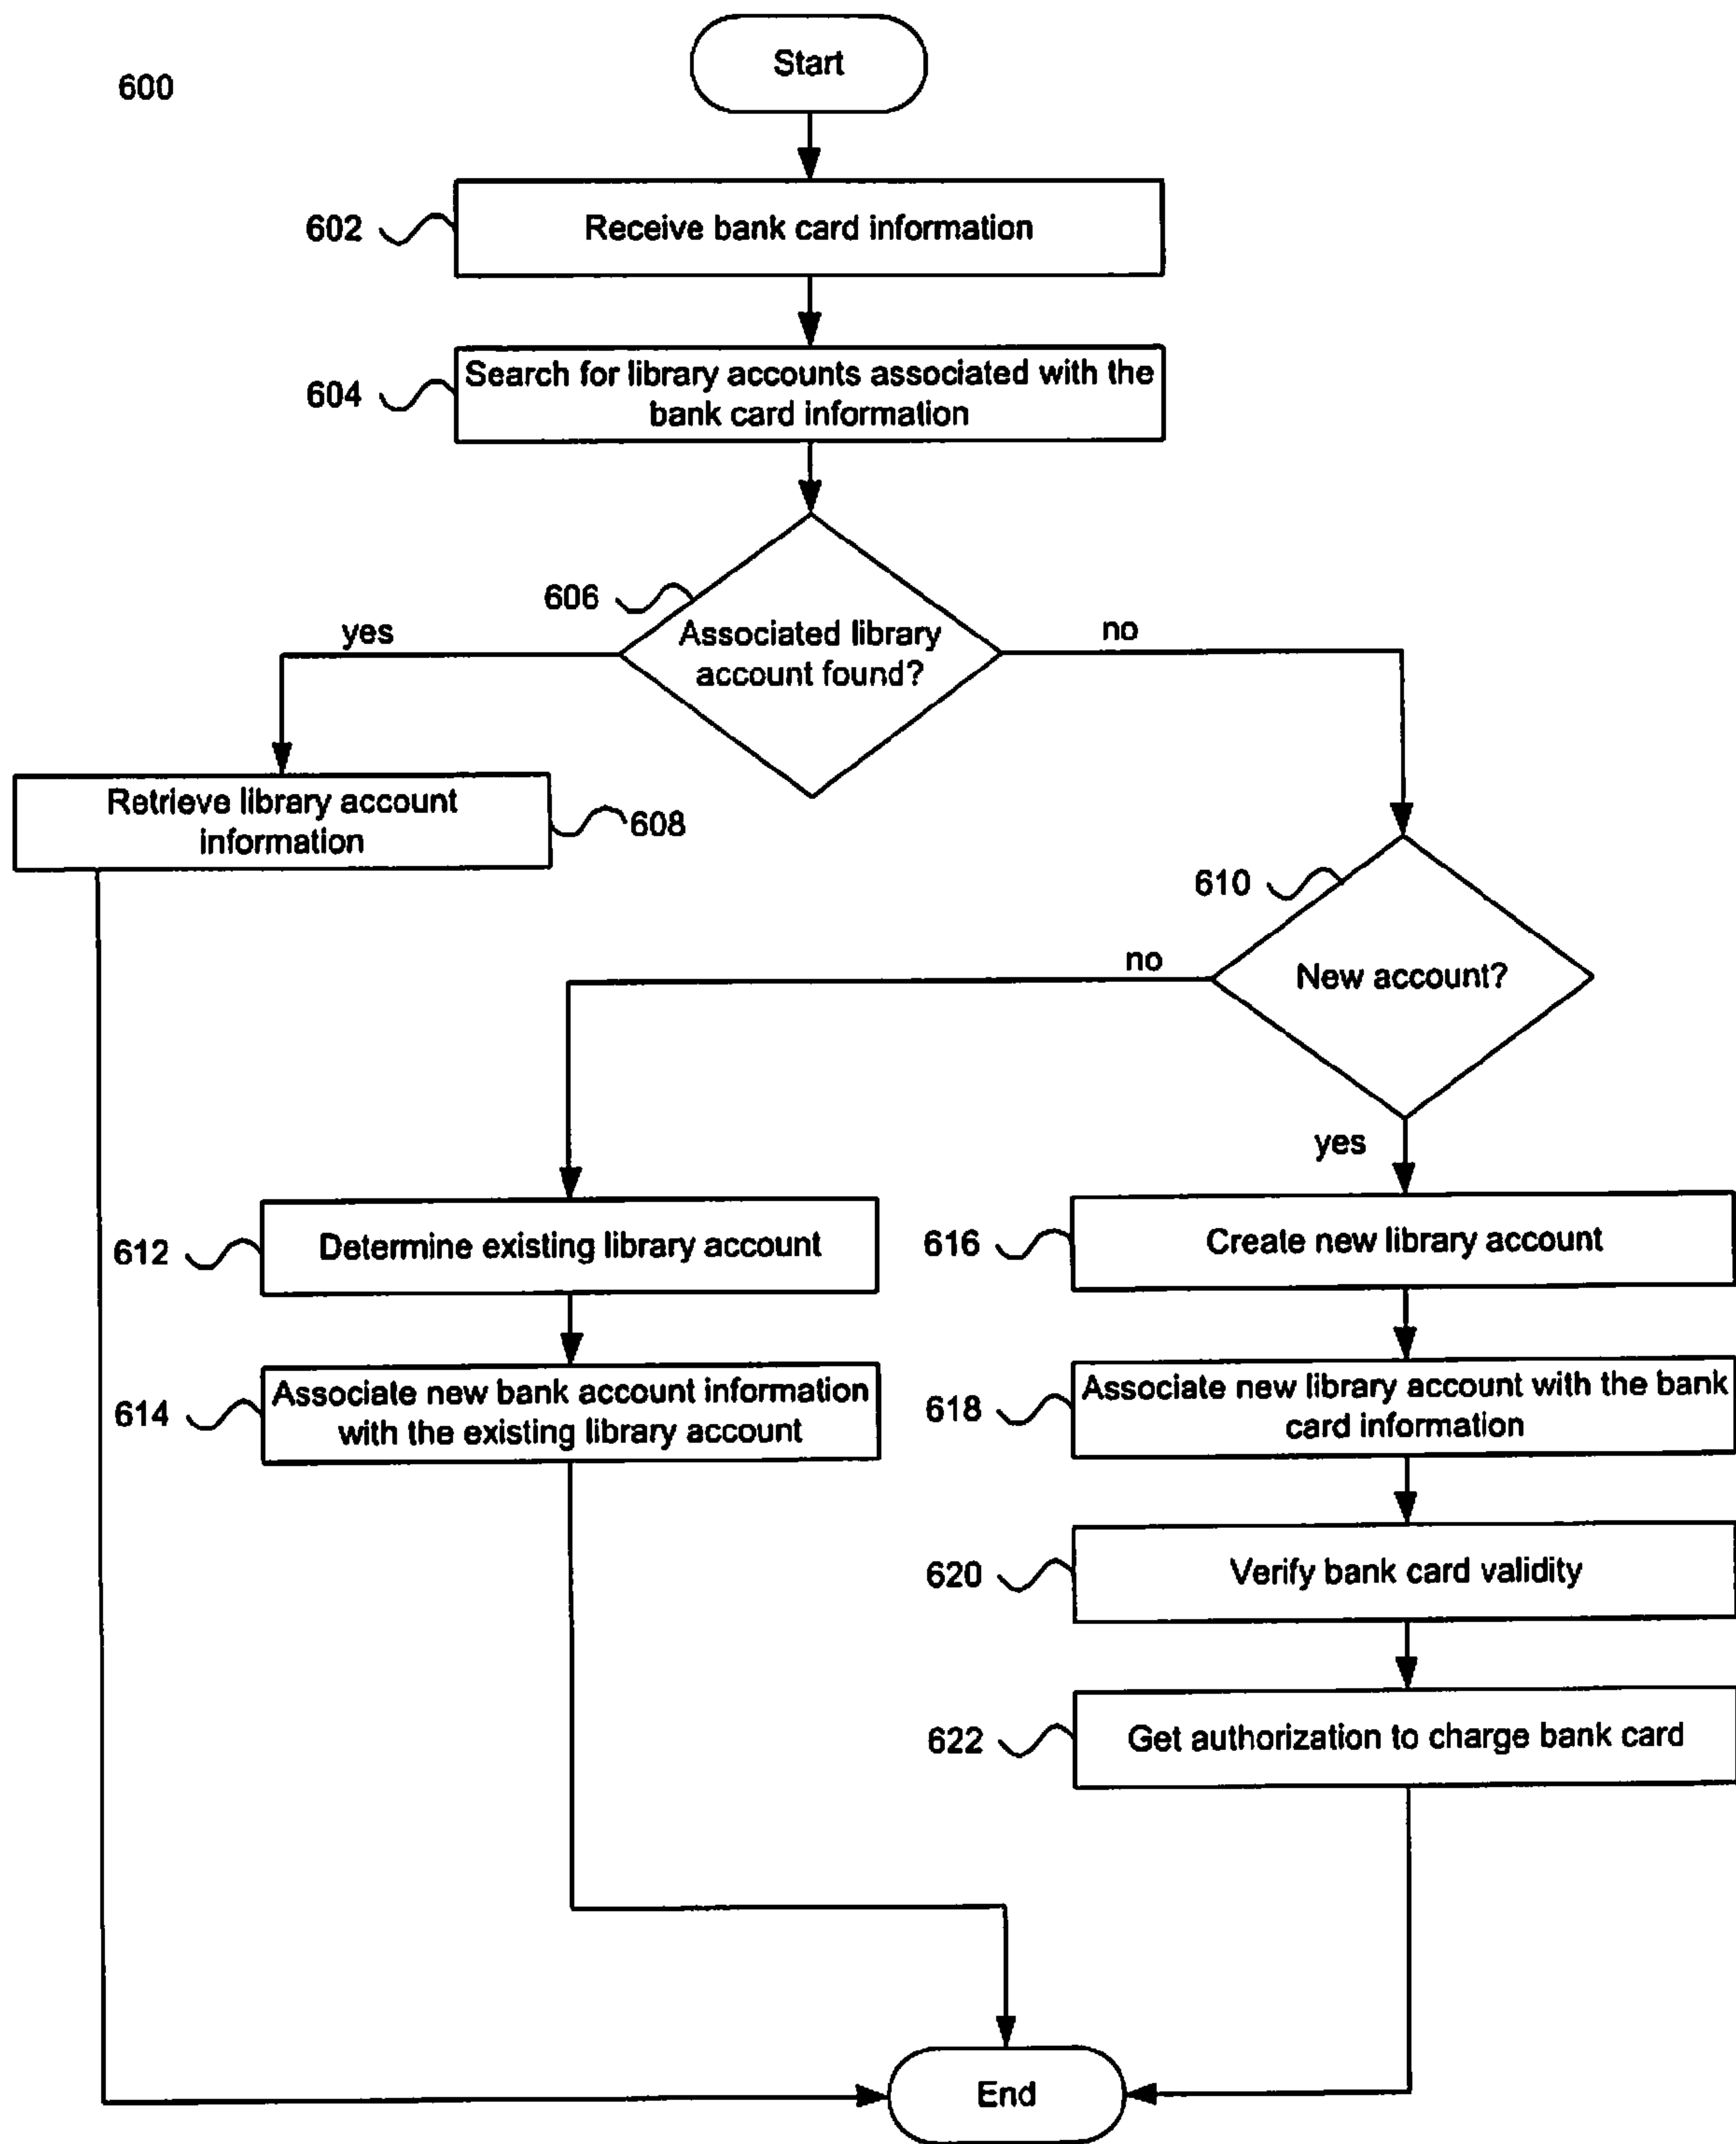 Start
600
602
Receive bank card information
604
Search for library accounts associated with the
bank card information
606
Associated library
account found?
yes
no
Retrieve library account
information
608
610
New account?
no
yes
612
Determine existing library account
616
Create new library account
614
Associate new bank account information
with the existing library account
618
Associate new library account with the bank
card information
620
Verify bank card validity
622
Get authorization to charge bank card
End